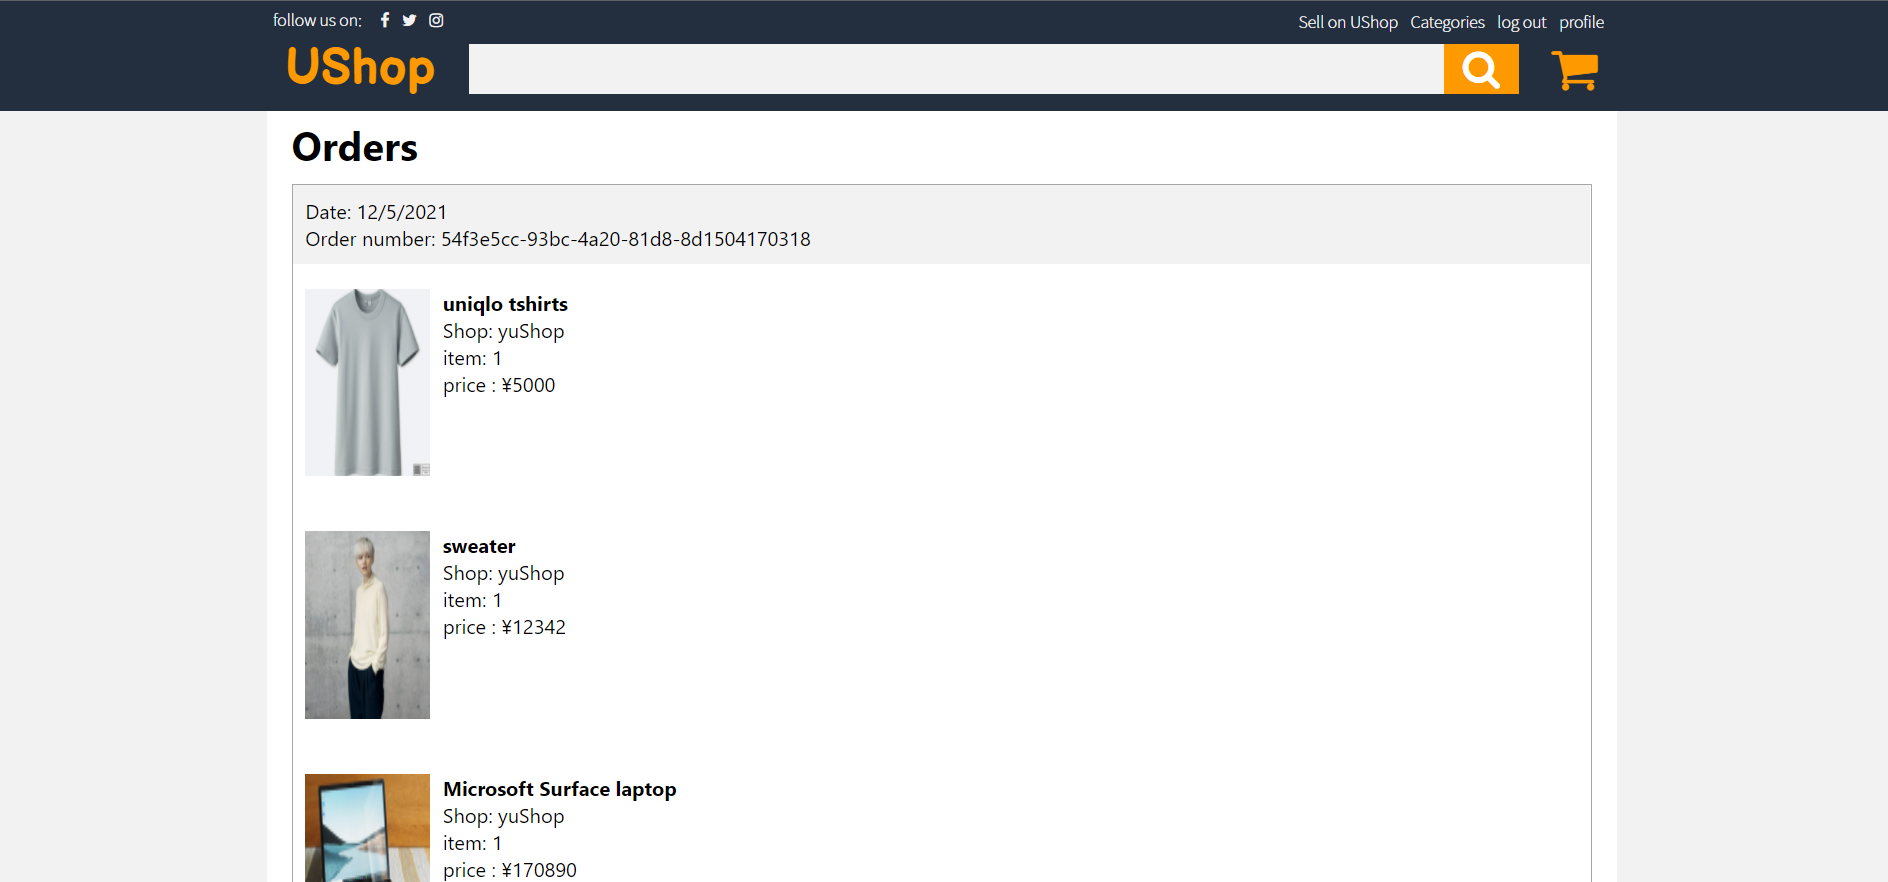 follow us on:
Sell on UShop Categories log out profile
UShop
Orders
Date: 12/5/2021
Order number: 54f3e5cc-93bc-4a20-81d8-8d1504170318
uniqlo tshirts
Shop: yuShop
item: 1
price : ¥5000
sweater
Shop: yuShop
item: 1
price : ¥12342
Microsoft Surface laptop
Shop: yuShop
item: 1
price : ¥170890